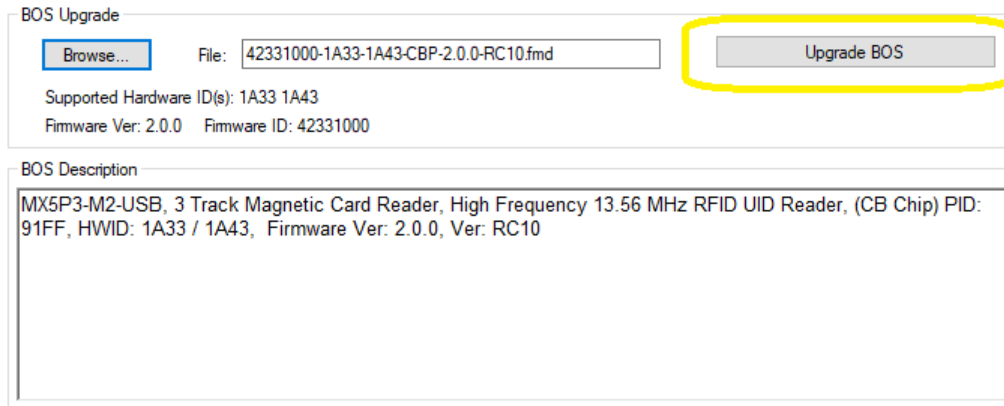 BOS Upgrade
Browse... File: 42331000-1A33-1A43-CBP-2.0.0-RC10.fmd Upgrade BOS
Supported Hardware ID(s): 1A33 1A43
Firmware Ver: 2.0.0 Firmware ID: 42331000
BOS Description
MX5P3-M2-USB, 3 Track Magnetic Card Reader, High Frequency 13.56 MHz RFID UID Reader, (CB Chip) PID:
91FF, HWID: 1A33 / 1A43, Firmware Ver: 2.0.0, Ver: RC10